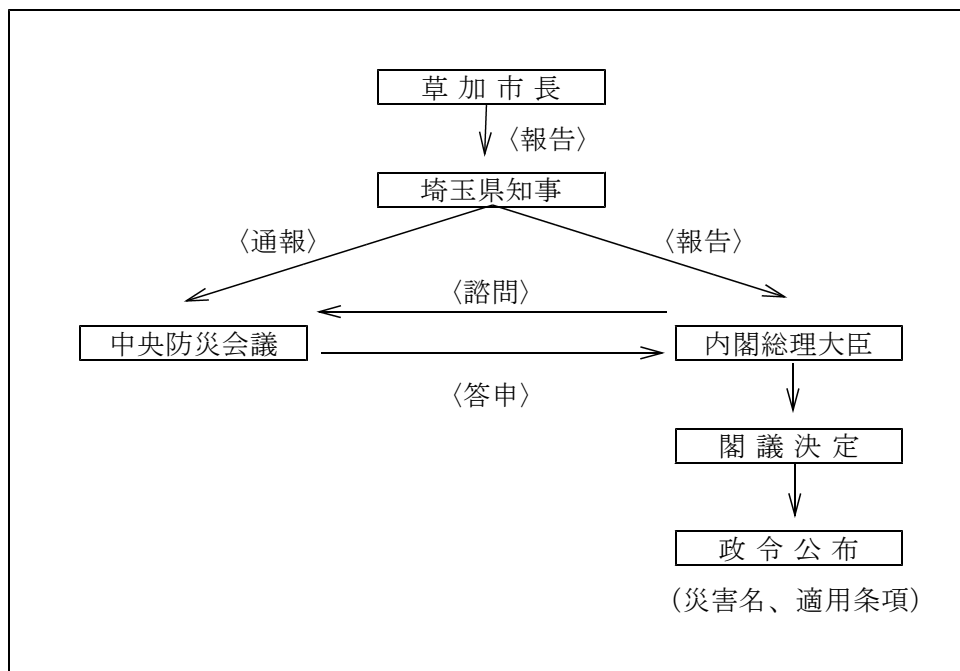 草加市長
〈報告〉
埼玉県知事
〈通報〉
〈報告〉
〈諮問〉
中央防災会議
内閣総理大臣
〈答申〉
閣議決定
政令公布
(災害名、適用条項)